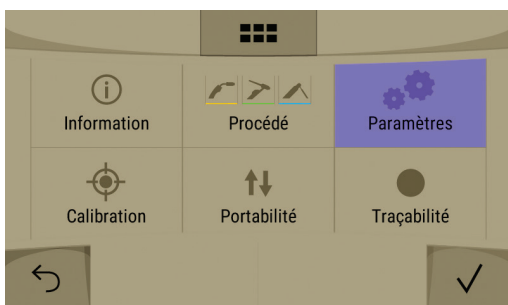 Information
Procédé
Paramètres
Calibration
Portabilité
Traçabilité